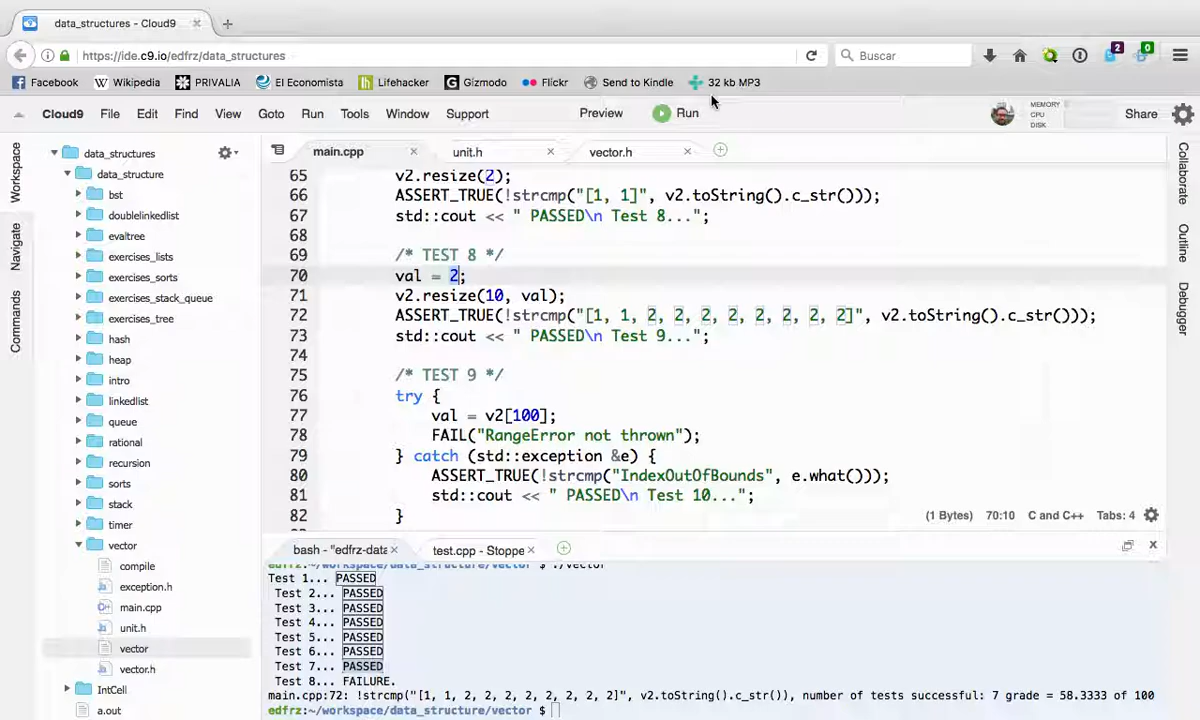 data_structures - Cloud9
https://ide.c9.io/edfrz/data_structures
Buscar
2
0
Facebook Wikipedia PRIVALIA El Economista Lifehacker Gizmodo Flickr Send to Kindle 32 kb MP3
Cloud9 File Edit Find View Goto Run Tools Window Support Preview Run
MEMORY
CPU
DISK
Share
Workspace
Navigate
Commands
data_structures
data_structure
bst
doublelinkedlist
evaltree
exercises_lists
exercises_sorts
exercises_stack_queue
exercises_tree
hash
heap
intro
linkedlist
queue
rational
recursion
sorts
stack
timer
vector
compile
exception.h
main.cpp
unit.h
vector
vector.h
IntCell
a.out
main.cpp unit.h vector.h
65 v2.resize(2);
66 ASSERT_TRUE(!strcmp("[1, 1]", v2.toString().c_str()));
67 std::cout << " PASSED\n Test 8...";
68
69 /* TEST 8 */
70 val = 2;
71 v2.resize(10, val);
72 ASSERT_TRUE(!strcmp("[1, 1, 2, 2, 2, 2, 2, 2, 2, 2]", v2.toString().c_str()));
73 std::cout << " PASSED\n Test 9...";
74
75 /* TEST 9 */
76 try {
77 val = v2[100];
78 FAIL("RangeError not thrown");
79 } catch (std::exception &e) {
80 ASSERT_TRUE(!strcmp("IndexOutOfBounds", e.what()));
81 std::cout << " PASSED\n Test 10...";
82 }
(1 Bytes) 70:10 C and C++ Tabs: 4
Collaborate
Outline
Debugger
bash - "edfrz-data test.cpp - Stoppe
edfrz:~/workspace/data_structure/vector $ ./vector
Test 1... PASSED
Test 2... PASSED
Test 3... PASSED
Test 4... PASSED
Test 5... PASSED
Test 6... PASSED
Test 7... PASSED
Test 8... FAILURE.
main.cpp:72: !strcmp("[1, 1, 2, 2, 2, 2, 2, 2, 2, 2]", v2.toString().c_str()), number of tests successful: 7 grade = 58.3333 of 100
edfrz:~/workspace/data_structure/vector $